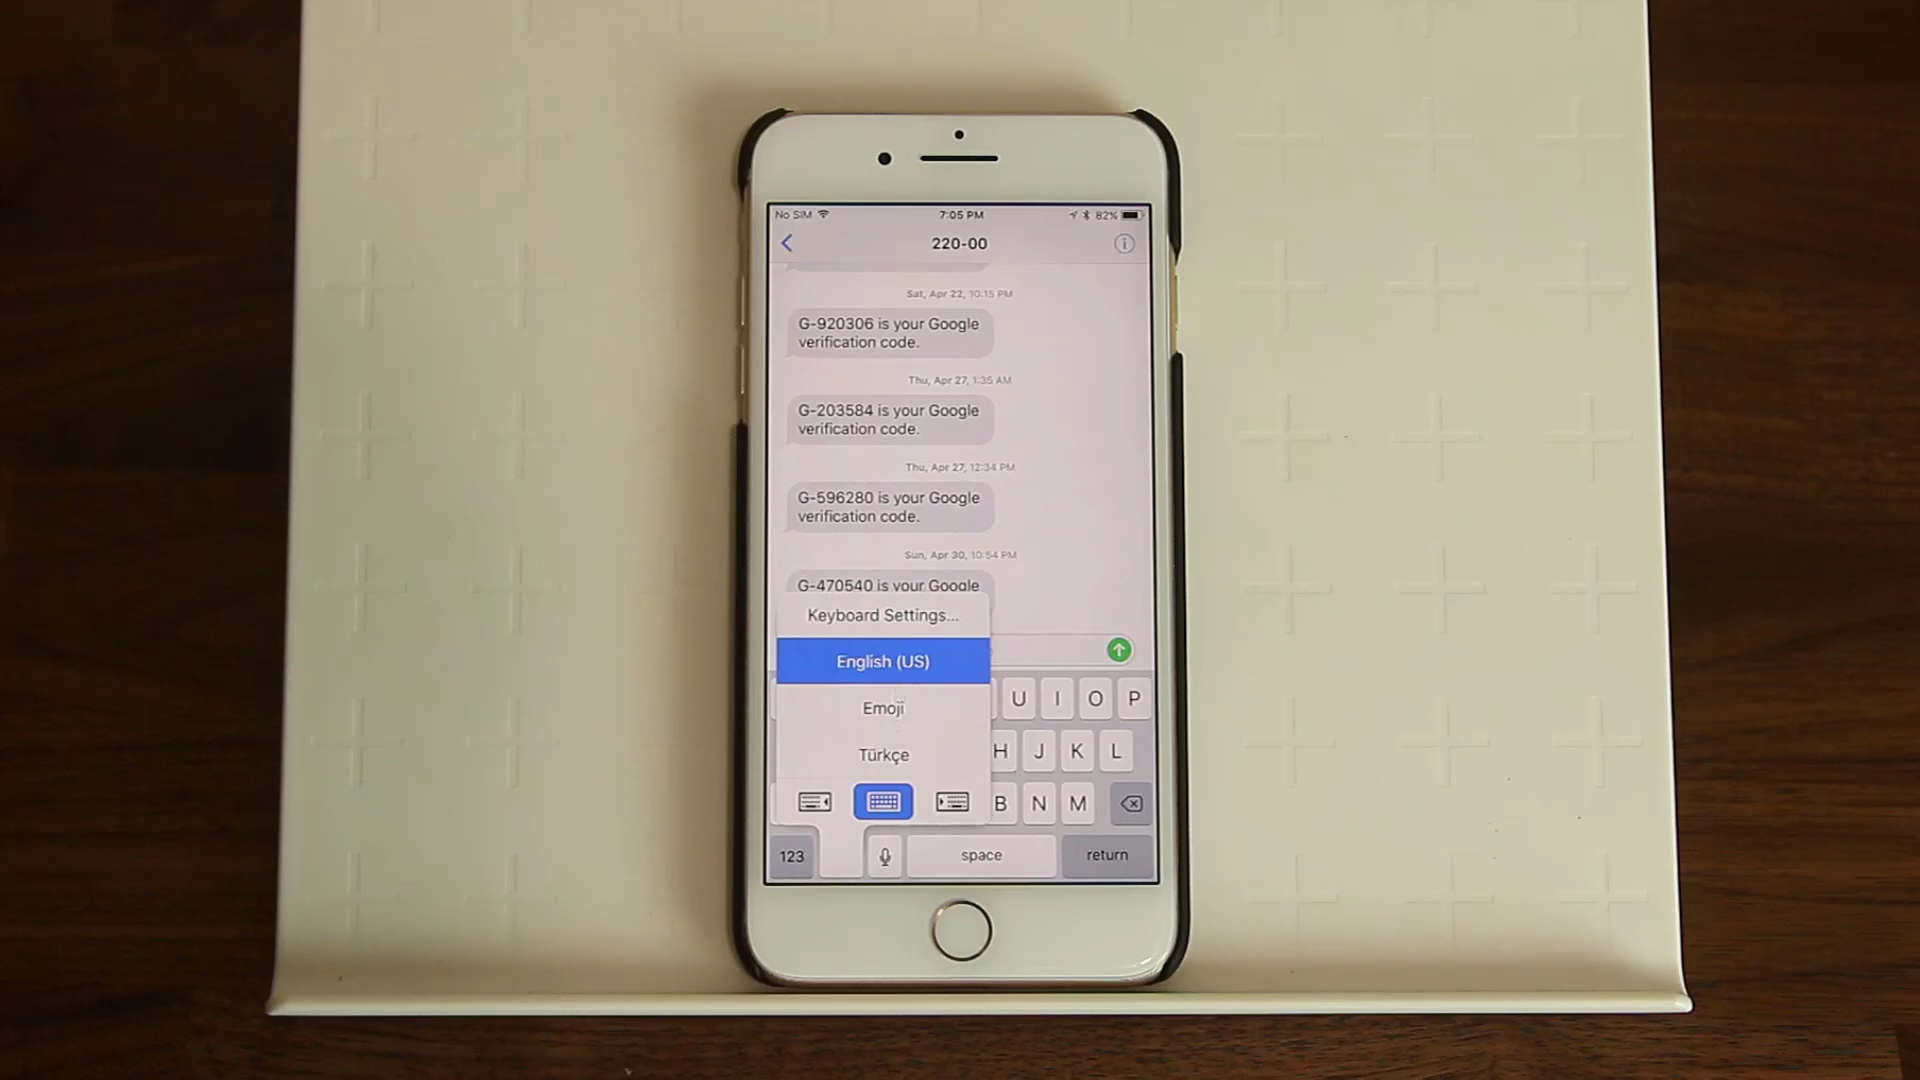 No SIM 7:05 PM 82%
220-00
Sat, Apr 22, 10:15 PM
G-920306 is your Google
verification code.
Thu, Apr 27, 1:35 AM
G-203584 is your Google
verification code.
Thu, Apr 27, 12:34 PM
G-596280 is your Google
verification code.
Sun, Apr 30, 10:54 PM
G-470540 is your Google
Keyboard Settings...
English (US)
Emoji
Türkçe
U I O P
H J K L
B N M
123 space return